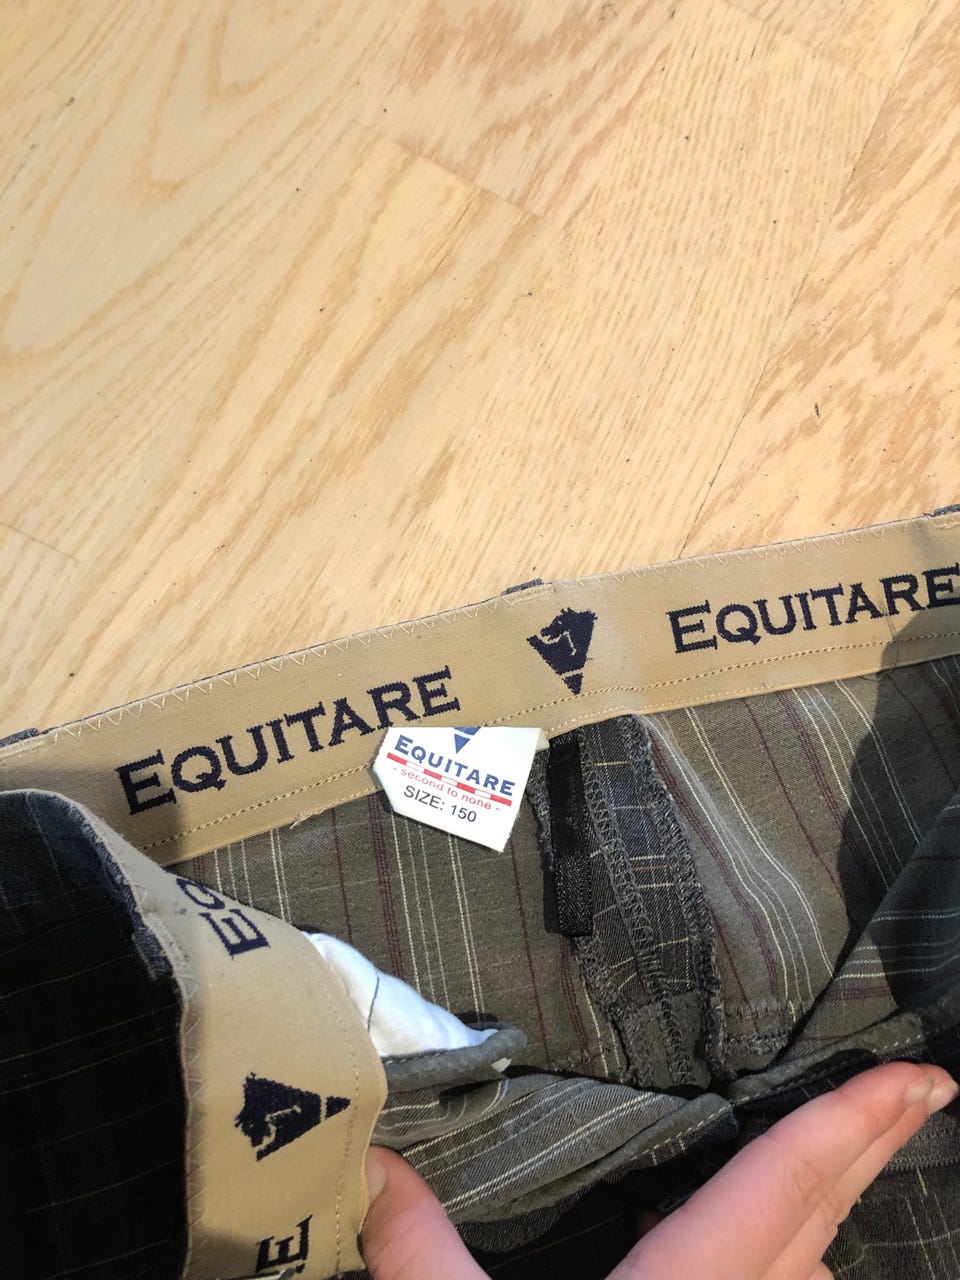 EQUITARE EQUITARE
EQUITARE
- second to none -
SIZE: 150